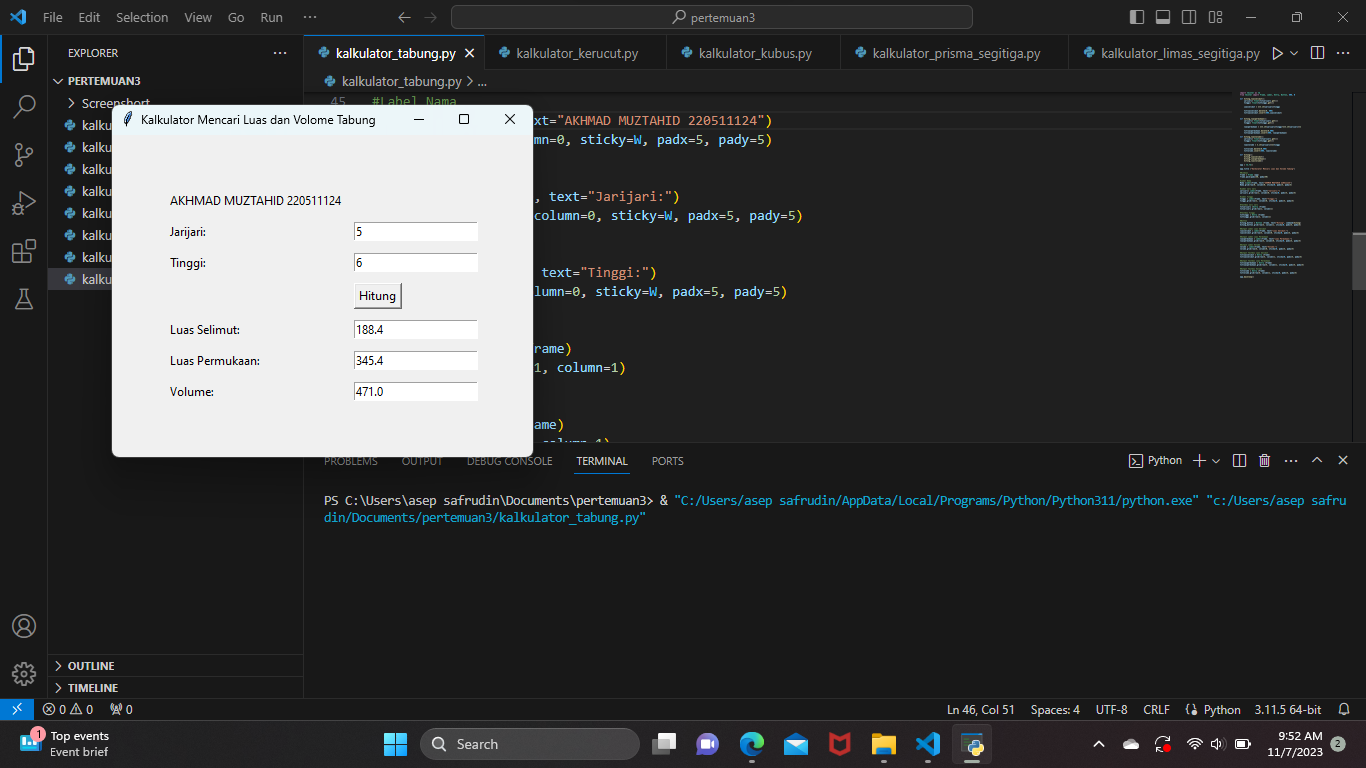 File Edit Selection View Go Run ···
pertemuan3
EXPLORER
PERTEMUAN3
Screenshort
kalku
kalku
kalku
kalku
kalku
kalku
kalku
kalku
OUTLINE
TIMELINE
kalkulator_tabung.py kalkulator_kerucut.py kalkulator_kubus.py kalkulator_prisma_segitiga.py kalkulator_limas_segitiga.py
kalkulator_tabung.py > ...
45 #Label Nama
xt="AKHMAD MUZTAHID 220511124")
mn=0, sticky=W, padx=5, pady=5)
, text="Jarijari:")
column=0, sticky=W, padx=5, pady=5)
text="Tinggi:")
lumn=0, sticky=W, padx=5, pady=5)
rame)
1, column=1)
ame)
column=1)
Kalkulator Mencari Luas dan Volome Tabung
AKHMAD MUZTAHID 220511124
Jarijari: 5
Tinggi: 6
Hitung
Luas Selimut: 188.4
Luas Permukaan: 345.4
Volume: 471.0
PROBLEMS OUTPUT DEBUG CONSOLE TERMINAL PORTS
Python
PS C:\Users\asep safrudin\Documents\pertemuan3> & "C:/Users/asep safrudin/AppData/Local/Programs/Python/Python311/python.exe" "c:/Users/asep safru
din/Documents/pertemuan3/kalkulator_tabung.py"
0 0 0
Ln 46, Col 51 Spaces: 4 UTF-8 CRLF Python 3.11.5 64-bit
1
Top events
Event brief
Search
9:52 AM
11/7/2023
2